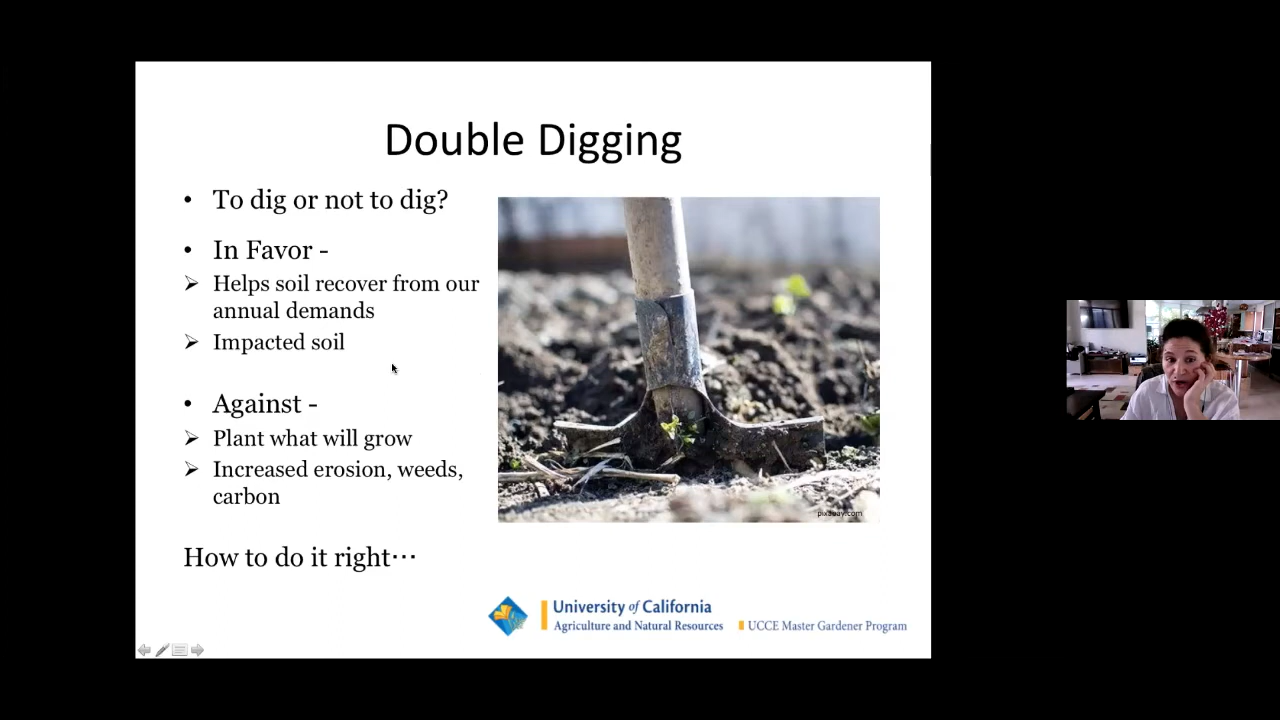 Double Digging
• To dig or not to dig?
• In Favor -
➢ Helps soil recover from our
annual demands
➢ Impacted soil
• Against -
➢ Plant what will grow
➢ Increased erosion, weeds,
carbon
pixabay.com
How to do it right…
University of California
Agriculture and Natural Resources
UCCE Master Gardener Program